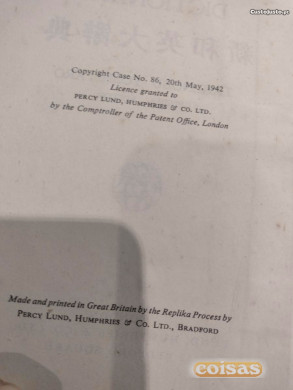 CustoJusto.pt
Copyright Case No. 86, 20th May, 1942
Licence granted to
PERCY LUND, HUMPHRIES & CO. LTD.
by the Comptroller of the Patent Office, London
Made and printed in Great Britain by the Replika Process by
PERCY LUND, HUMPHRIES & CO. LTD., BRADFORD
coisas